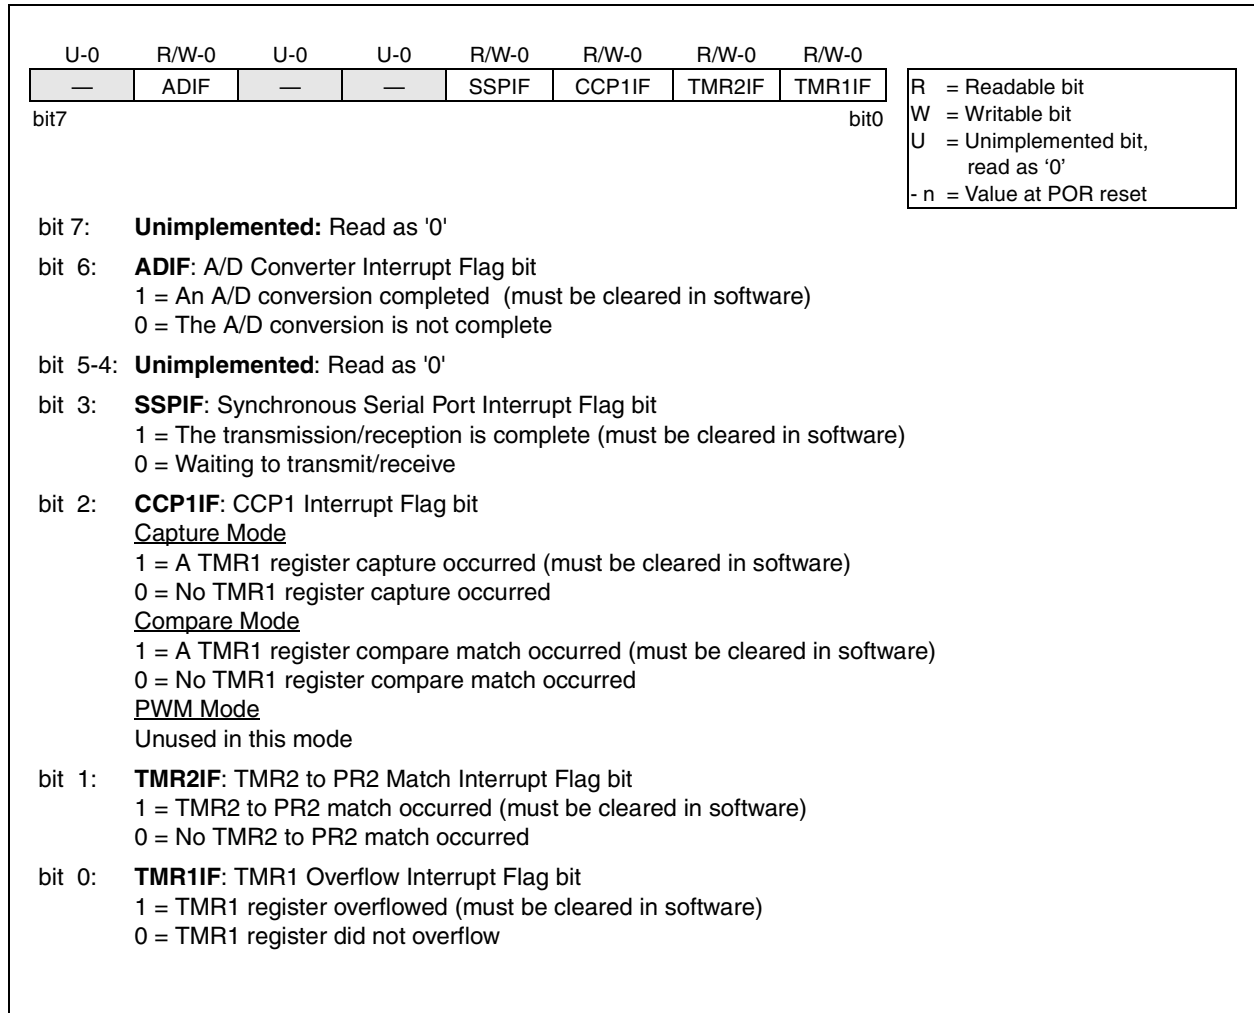 U-0 R/W-0 U-0 U-0 R/W-0 R/W-0 R/W-0 R/W-0
— ADIF — — SSPIF CCP1IF TMR2IF TMR1IF
bit7 bit0
R = Readable bit
W = Writable bit
U = Unimplemented bit,
read as ‘0’
- n = Value at POR reset
bit 7: Unimplemented: Read as '0'
bit 6: ADIF: A/D Converter Interrupt Flag bit
1 = An A/D conversion completed (must be cleared in software)
0 = The A/D conversion is not complete
bit 5-4: Unimplemented: Read as '0'
bit 3: SSPIF: Synchronous Serial Port Interrupt Flag bit
1 = The transmission/reception is complete (must be cleared in software)
0 = Waiting to transmit/receive
bit 2: CCP1IF: CCP1 Interrupt Flag bit
Capture Mode
1 = A TMR1 register capture occurred (must be cleared in software)
0 = No TMR1 register capture occurred
Compare Mode
1 = A TMR1 register compare match occurred (must be cleared in software)
0 = No TMR1 register compare match occurred
PWM Mode
Unused in this mode
bit 1: TMR2IF: TMR2 to PR2 Match Interrupt Flag bit
1 = TMR2 to PR2 match occurred (must be cleared in software)
0 = No TMR2 to PR2 match occurred
bit 0: TMR1IF: TMR1 Overflow Interrupt Flag bit
1 = TMR1 register overflowed (must be cleared in software)
0 = TMR1 register did not overflow